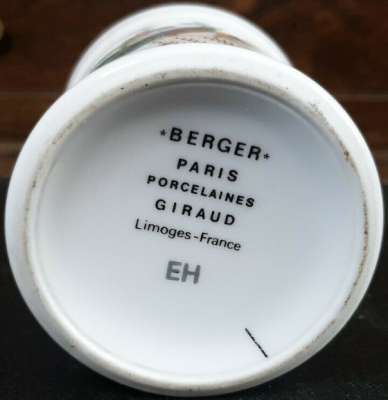 *BERGER*
PARIS
PORCELAINES
GIRAUD
Limoges-France
EH